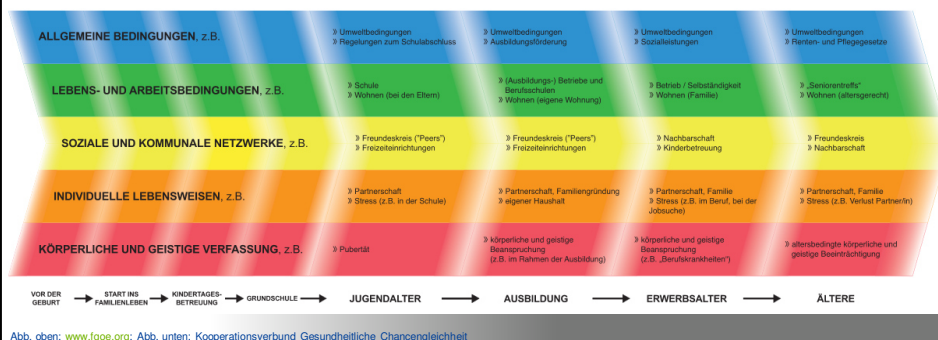 ALLGEMEINE BEDINGUNGEN, z.B.
» Umweltbedingungen
» Regelungen zum Schulabschluss
» Umweltbedingungen
» Ausbildungsförderung
» Umweltbedingungen
» Sozialleistungen
» Umweltbedingungen
» Renten- und Pflegegesetze
LEBENS- UND ARBEITSBEDINGUNGEN, z.B.
» Schule
» Wohnen (bei den Eltern)
» (Ausbildungs-) Betriebe und
Berufsschulen
» Wohnen (eigene Wohnung)
» Betrieb / Selbständigkeit
» Wohnen (Familie)
» „Seniorentreffs“
» Wohnen (altersgerecht)
SOZIALE UND KOMMUNALE NETZWERKE, z.B.
» Freundeskreis ("Peers")
» Freizeiteinrichtungen
» Freundeskreis ("Peers")
» Freizeiteinrichtungen
» Nachbarschaft
» Kinderbetreuung
» Freundeskreis
» Nachbarschaft
INDIVIDUELLE LEBENSWEISEN, z.B.
» Partnerschaft
» Stress (z.B. in der Schule)
» Partnerschaft, Familiengründung
» eigener Haushalt
» Partnerschaft, Familie
» Stress (z.B. im Beruf, bei der
Jobsuche)
» Partnerschaft, Familie
» Stress (z.B. Verlust Partner/in)
KÖRPERLICHE UND GEISTIGE VERFASSUNG, z.B.
» Pubertät
» körperliche und geistige
Beanspruchung
(z.B. im Rahmen der Ausbildung)
» körperliche und geistige
Beanspruchung
(z.B. „Berufskrankheiten“)
» altersbedingte körperliche und
geistige Beeinträchtigung
VOR DER
GEBURT
START INS
FAMILIENLEBEN
KINDERTAGES-
BETREUUNG
GRUNDSCHULE
JUGENDALTER
AUSBILDUNG
ERWERBSALTER
ÄLTERE
Abb. oben: www.fgoe.org; Abb. unten: Kooperationsverbund Gesundheitliche Chancengleichheit